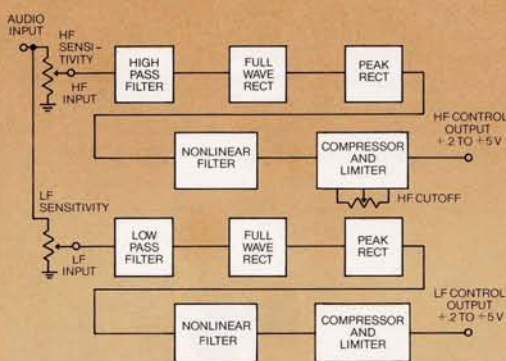 AUDIO
INPUT
HF
SENSI-
TIVITY
HF
INPUT
HIGH
PASS
FILTER
FULL
WAVE
RECT
PEAK
RECT
NONLINEAR
FILTER
COMPRESSOR
AND
LIMITER
HF CONTROL
OUTPUT
+.2 TO +5V
HF CUTOFF
LF
SENSITIVITY
LF
INPUT
LOW
PASS
FILTER
FULL
WAVE
RECT
PEAK
RECT
NONLINEAR
FILTER
COMPRESSOR
AND
LIMITER
LF CONTROL
OUTPUT
+.2 TO +5V